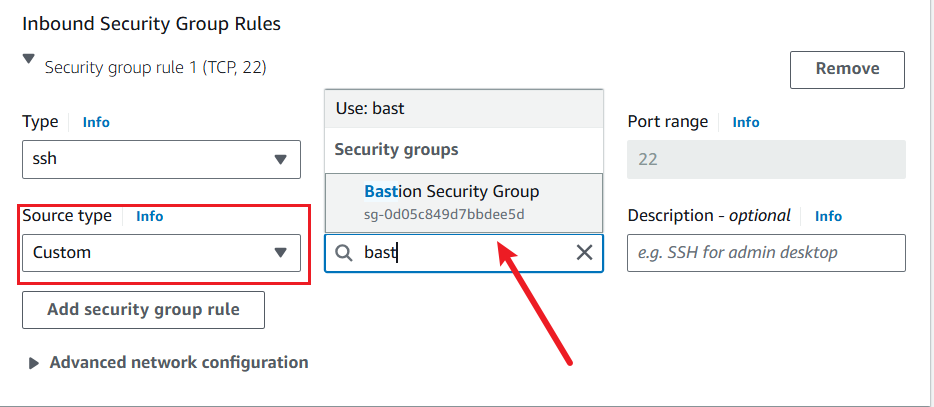 Inbound Security Group Rules
Security group rule 1 (TCP, 22)
Remove
Type Info
ssh
Use: bast
Security groups
Bastion Security Group
sg-0d05c849d7bbdee5d
bast
Port range Info
22
Source type Info
Custom
Description - optional Info
e.g. SSH for admin desktop
Add security group rule
Advanced network configuration